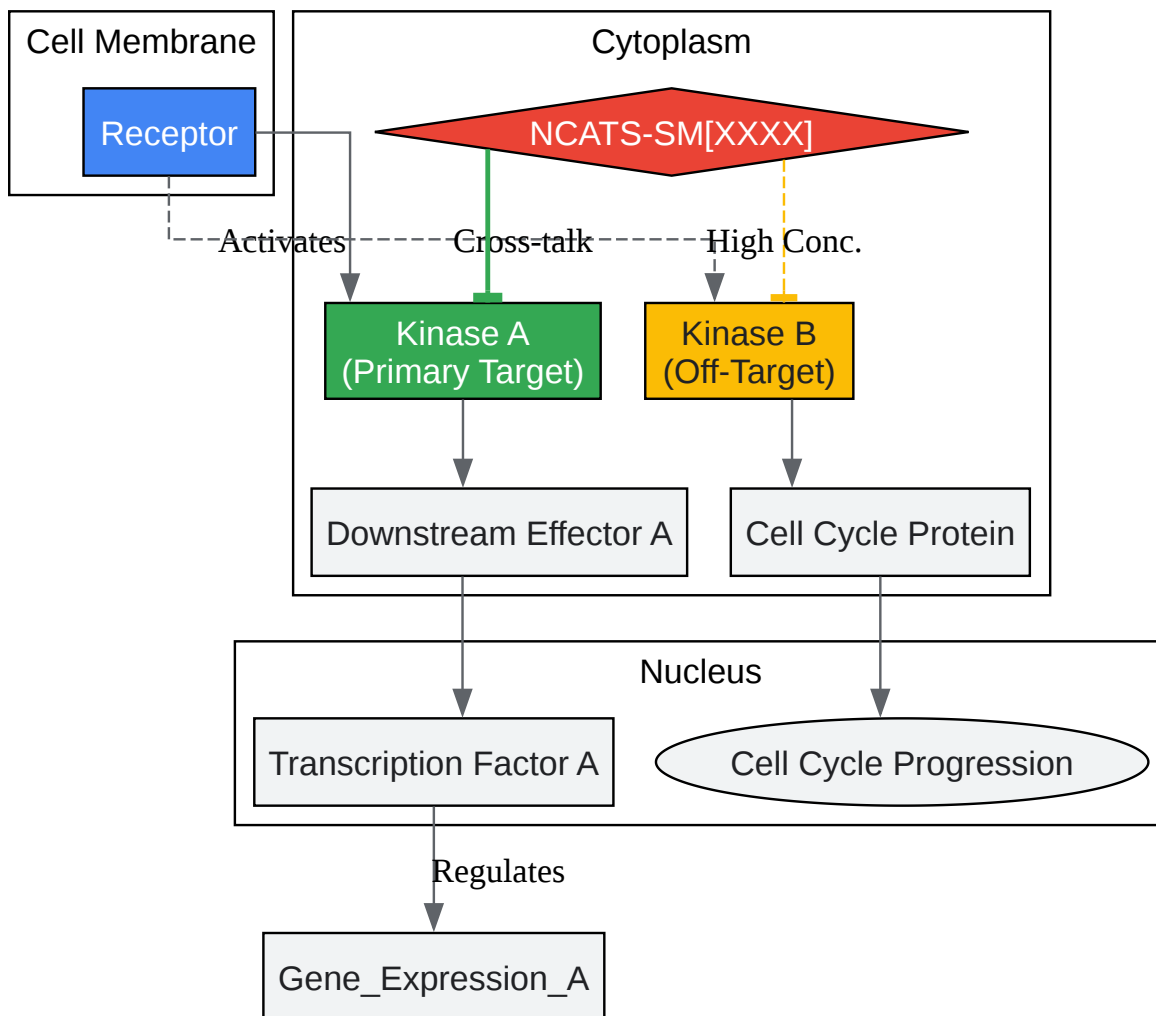 Cell Membrane
Cytoplasm
Receptor
NCATS-SM[XXXX]
Activates
Cross-talk
High Conc.
Kinase A
(Primary Target)
Kinase B
(Off-Target)
Downstream Effector A
Cell Cycle Protein
Nucleus
Transcription Factor A
Cell Cycle Progression
Regulates
Gene_Expression_A